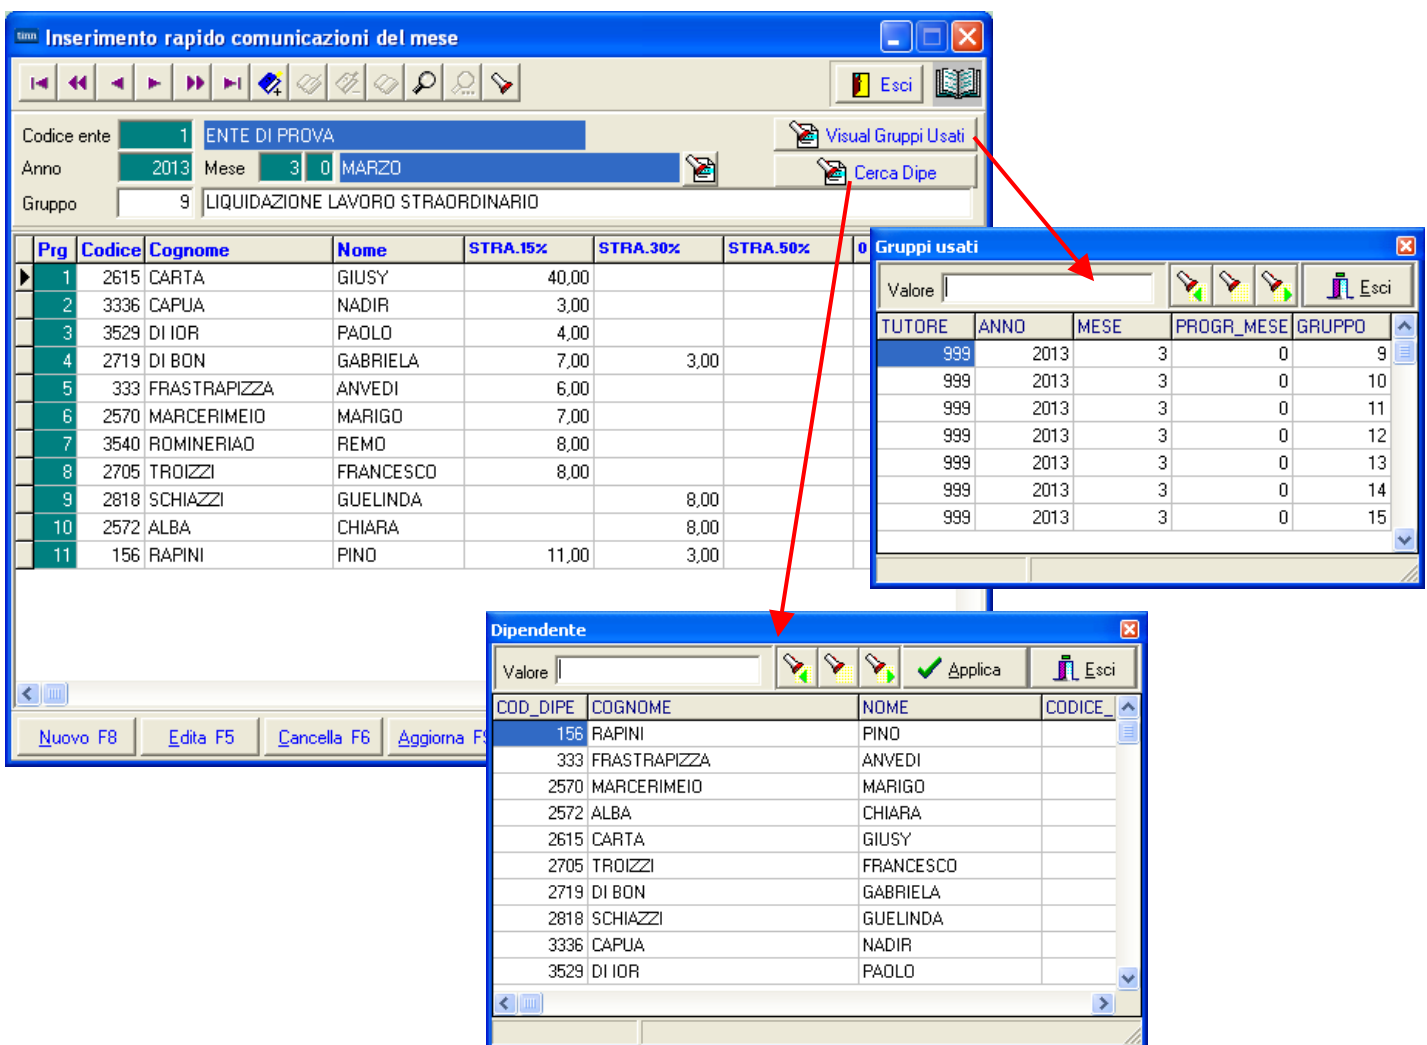 tinn Inserimento rapido comunicazioni del mese
Esci
Codice ente 1 ENTE DI PROVA Visual Gruppi Usati
Anno 2013 Mese 3 0 MARZO Cerca Dipe
Gruppo 9 LIQUIDAZIONE LAVORO STRAORDINARIO
Prg Codice Cognome Nome STRA.15% STRA.30% STRA.50% 0
1 2615 CARTA GIUSY 40,00
2 3336 CAPUA NADIR 3,00
3 3529 DI IOR PAOLO 4,00
4 2719 DI BON GABRIELA 7,00 3,00
5 333 FRASTRAPIZZA ANVEDI 6,00
6 2570 MARCERIMEIO MARIGO 7,00
7 3540 ROMINERIAO REMO 8,00
8 2705 TROIZZI FRANCESCO 8,00
9 2818 SCHIAZZI GUELINDA 8,00
10 2572 ALBA CHIARA 8,00
11 156 RAPINI PINO 11,00 3,00
Nuovo F8 Edita F5 Cancella F6 Aggiorna F9
Gruppi usati
Valore Esci
TUTORE ANNO MESE PROGR_MESE GRUPPO
999 2013 3 0 9
999 2013 3 0 10
999 2013 3 0 11
999 2013 3 0 12
999 2013 3 0 13
999 2013 3 0 14
999 2013 3 0 15
Dipendente
Valore Applica Esci
COD_DIPE COGNOME NOME CODICE_
156 RAPINI PINO
333 FRASTRAPIZZA ANVEDI
2570 MARCERIMEIO MARIGO
2572 ALBA CHIARA
2615 CARTA GIUSY
2705 TROIZZI FRANCESCO
2719 DI BON GABRIELA
2818 SCHIAZZI GUELINDA
3336 CAPUA NADIR
3529 DI IOR PAOLO